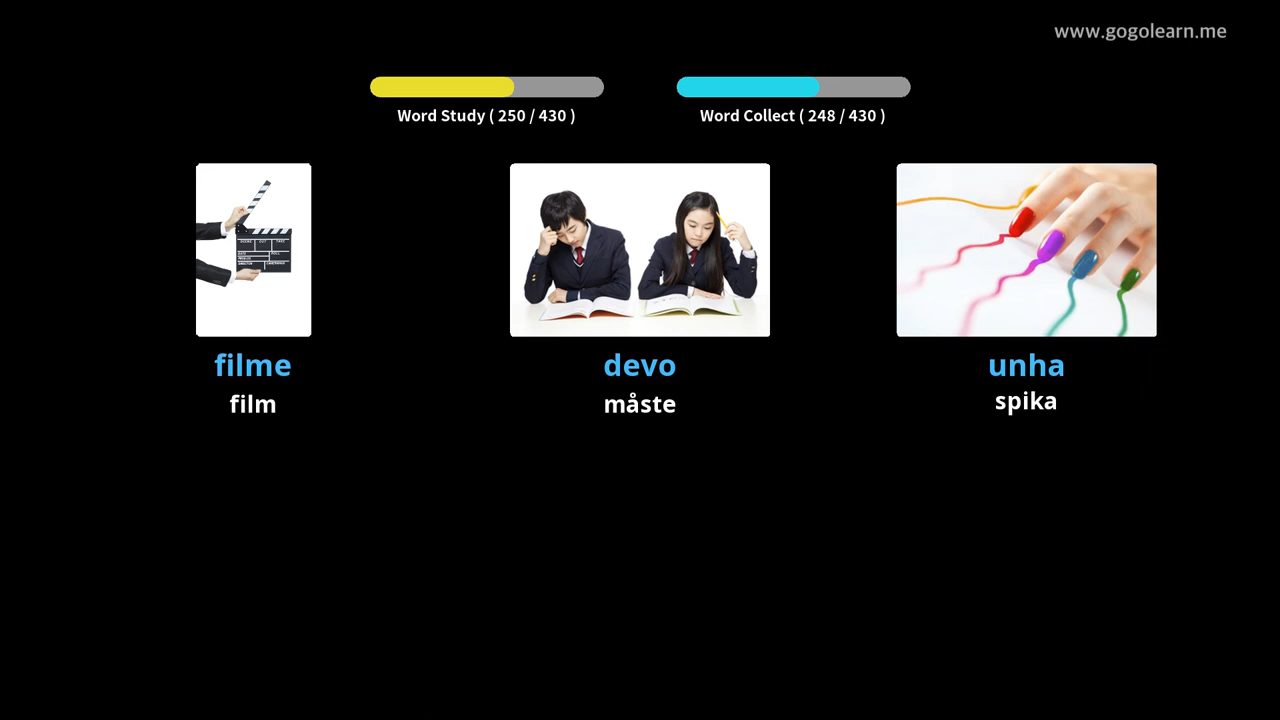 www.gogolearn.me
Word Study ( 250 / 430 )
Word Collect ( 248 / 430 )
filme
film
devo
måste
unha
spika